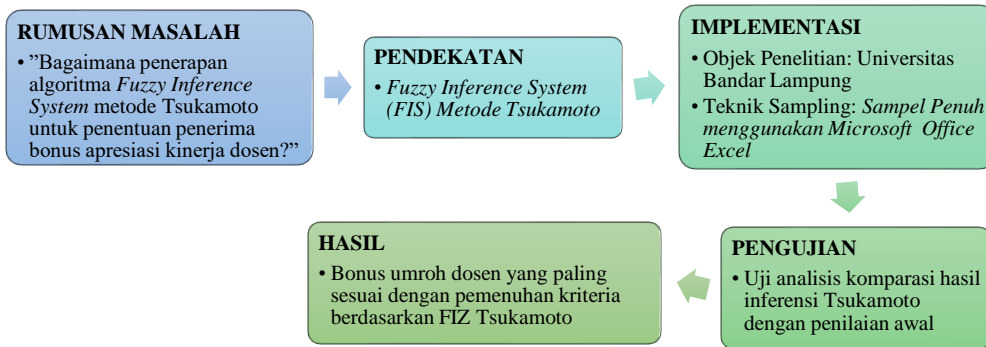 RUMUSAN MASALAH
• ”Bagaimana penerapan
algoritma Fuzzy Inference
System metode Tsukamoto
untuk penentuan penerima
bonus apresiasi kinerja dosen?”
PENDEKATAN
• Fuzzy Inference System
(FIS) Metode Tsukamoto
IMPLEMENTASI
• Objek Penelitian: Universitas
Bandar Lampung
• Teknik Sampling: Sampel Penuh
menggunakan Microsoft Office
Excel
PENGUJIAN
• Uji analisis komparasi hasil
inferensi Tsukamoto
dengan penilaian awal
HASIL
• Bonus umroh dosen yang paling
sesuai dengan pemenuhan kriteria
berdasarkan FIZ Tsukamoto